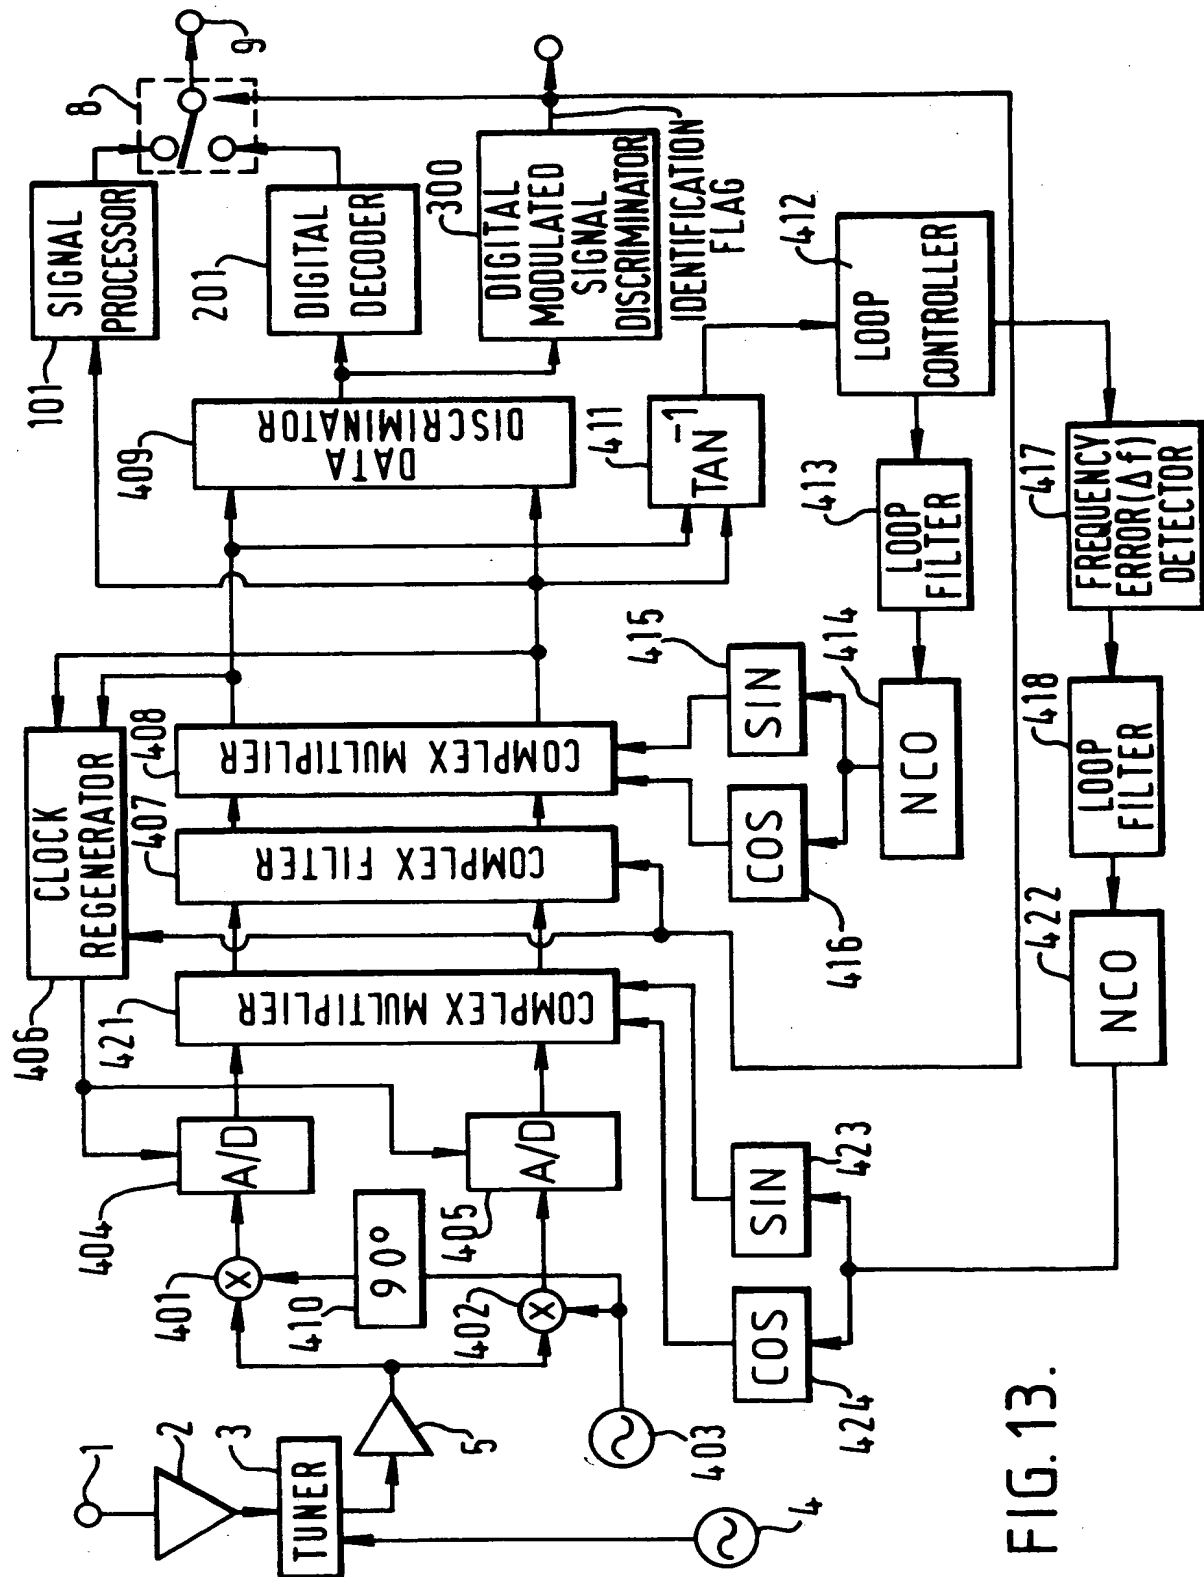 1
2
3
TUNER
4
5
401
402
403
410
90°
404
A/D
405
A/D
406
CLOCK
REGENERATOR
421
COMPLEX MULTIPLIER
407
COMPLEX FILTER
408
COMPLEX MULTIPLIER
409
DATA
DISCRIMINATOR
101
SIGNAL
PROCESSOR
201
DIGITAL
DECODER
8
9
300
DIGITAL
MODULATED
SIGNAL
DISCRIMINATOR
IDENTIFICATION
FLAG
411
TAN⁻¹
412
LOOP
CONTROLLER
413
LOOP
FILTER
414
NCO
415
SIN
416
COS
417
FREQUENCY
ERROR(Δf)
DETECTOR
418
LOOP
FILTER
422
NCO
423
SIN
424
COS
FIG.13.